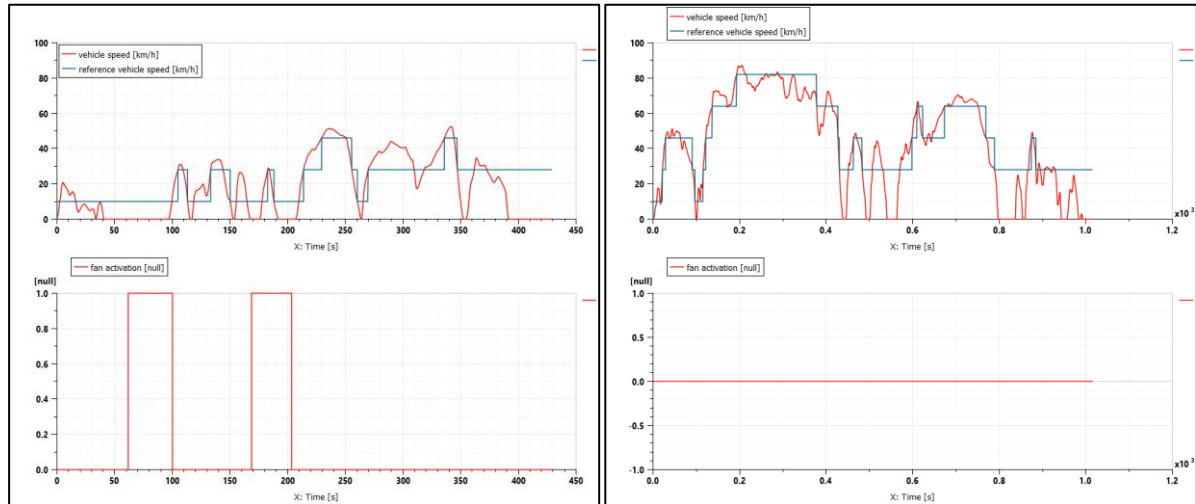 vehicle speed [km/h]
reference vehicle speed [km/h]
100
80
60
40
20
0
0 50 100 150 200 250 300 350 400 450
X: Time [s]
fan activation [null]
[null]
1.0
0.8
0.6
0.4
0.2
0.0
0 50 100 150 200 250 300 350 400 450
X: Time [s]
vehicle speed [km/h]
reference vehicle speed [km/h]
100
80
60
40
20
0
x10³
0.0 0.2 0.4 0.6 0.8 1.0 1.2
X: Time [s]
fan activation [null]
[null]
1.0
0.5
0.0
-0.5
-1.0
x10³
0.0 0.2 0.4 0.6 0.8 1.0 1.2
X: Time [s]